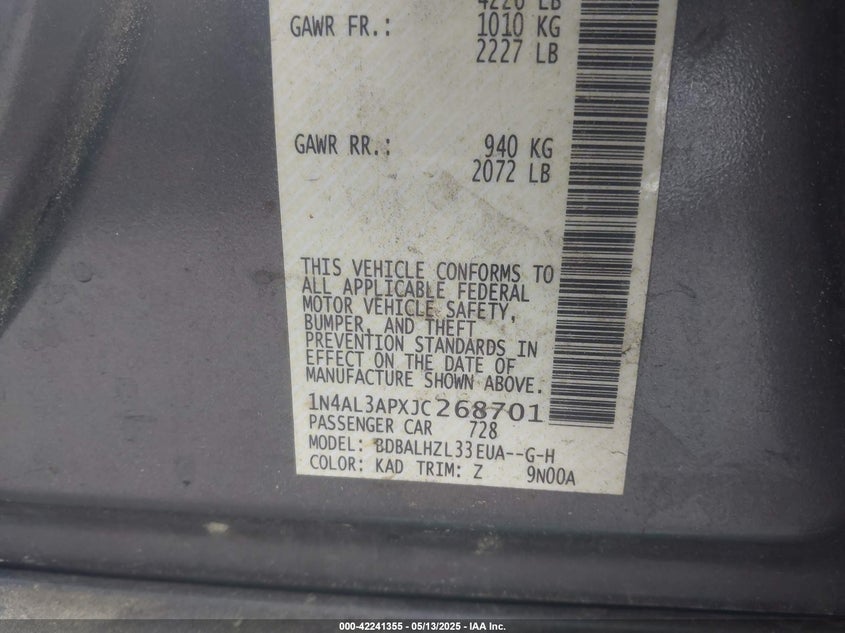 4226 LB
GAWR FR.: 1010 KG
2227 LB
GAWR RR.: 940 KG
2072 LB
THIS VEHICLE CONFORMS TO
ALL APPLICABLE FEDERAL
MOTOR VEHICLE SAFETY,
BUMPER, AND THEFT
PREVENTION STANDARDS IN
EFFECT ON THE DATE OF
MANUFACTURE SHOWN ABOVE.
1N4AL3APXJC268701
PASSENGER CAR 728
MODEL: BDBALHZL33EUA--G-H
COLOR: KAD TRIM: Z 9N00A
000-42241355 - 05/13/2025 - IAA Inc.